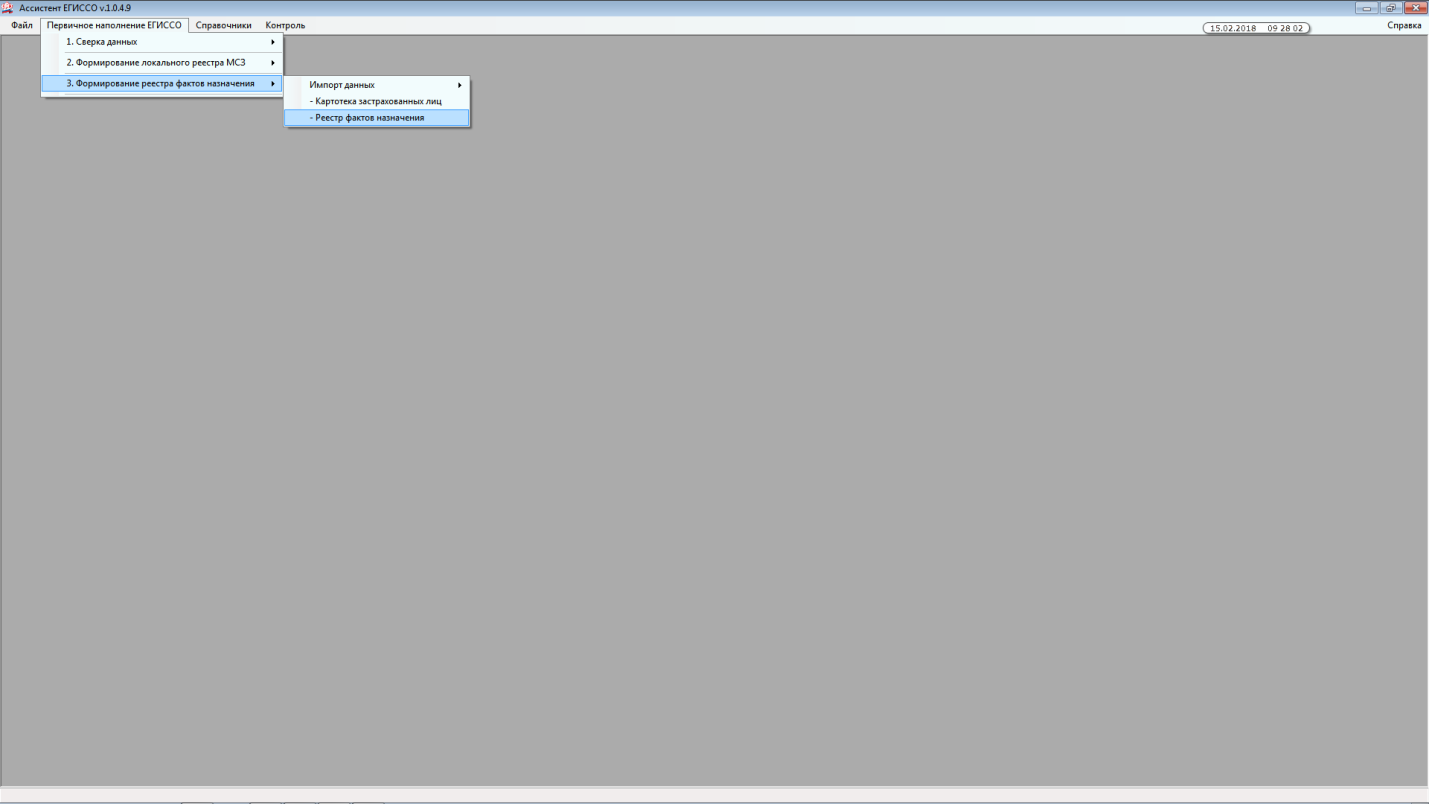 Ассистент ЕГИССО v.1.0.4.9
Файл Первичное наполнение ЕГИССО Справочники Контроль 15.02.2018 09 28 02 Справка
1. Сверка данных
2. Формирование локального реестра МСЗ
3. Формирование реестра фактов назначения
Импорт данных
- Картотека застрахованных лиц
- Реестр фактов назначения